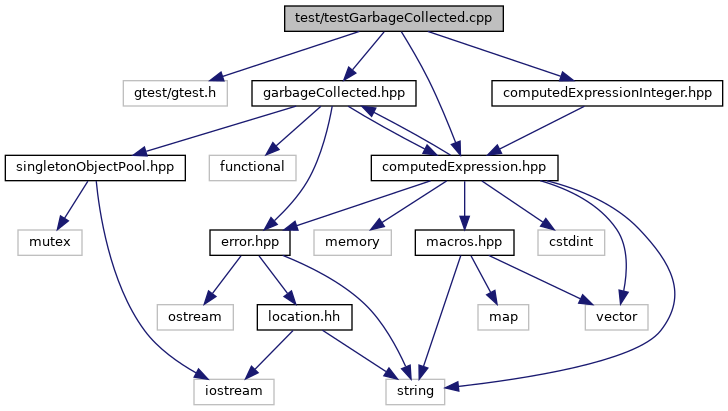 test/testGarbageCollected.cpp
gtest/gtest.h
garbageCollected.hpp
computedExpressionInteger.hpp
singletonObjectPool.hpp
functional
computedExpression.hpp
mutex
error.hpp
memory
macros.hpp
cstdint
ostream
location.hh
map
vector
iostream
string